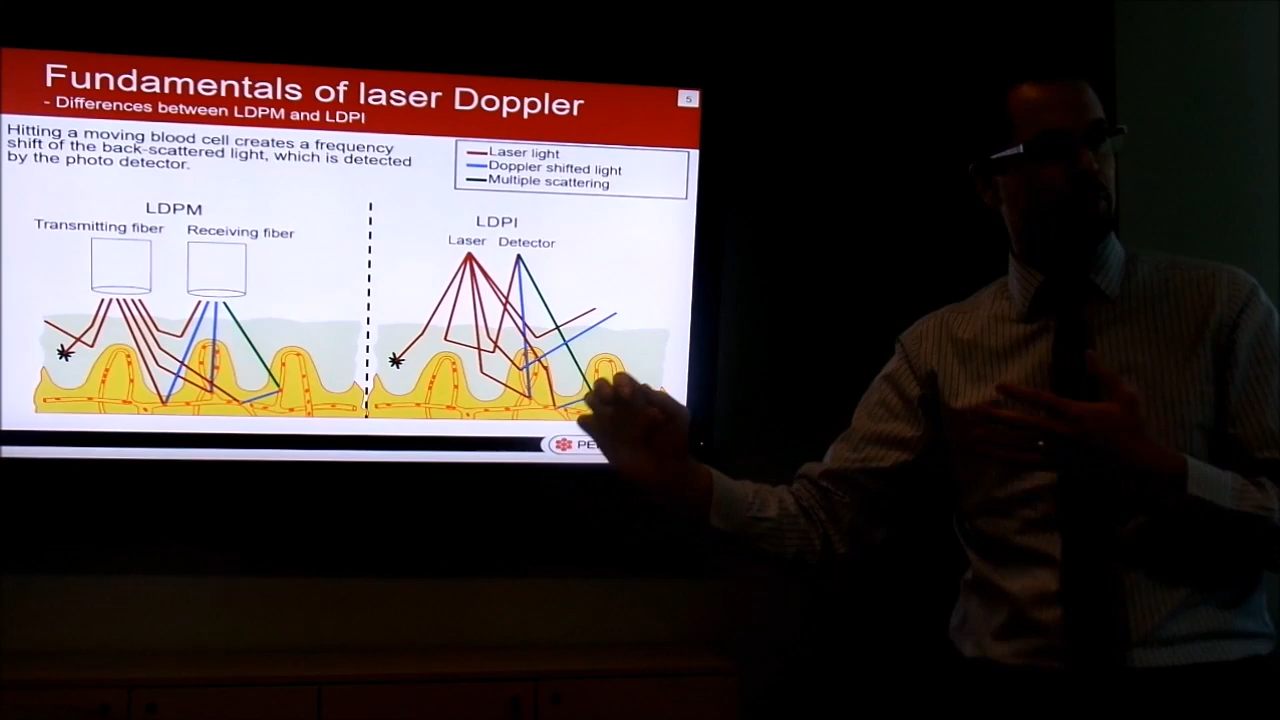 Fundamentals of laser Doppler
5
- Differences between LDPM and LDPI
Hitting a moving blood cell creates a frequency
shift of the back-scattered light, which is detected
by the photo detector.
Laser light
Doppler shifted light
Multiple scattering
LDPM
Transmitting fiber
Receiving fiber
LDPI
Laser
Detector